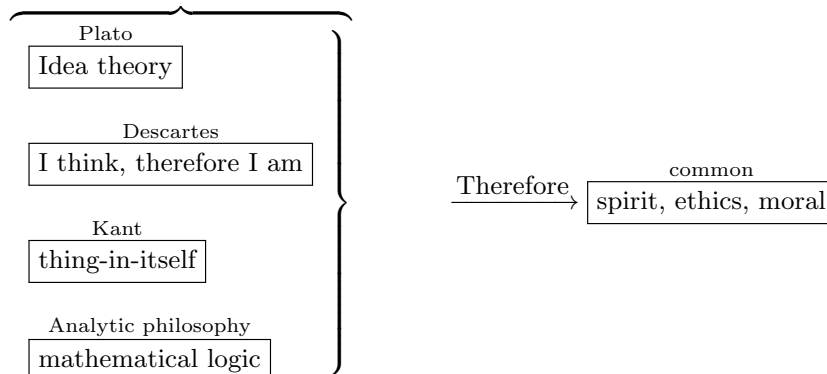 Plato
Idea theory
Descartes
I think, therefore I am
Kant
thing-in-itself
Analytic philosophy
mathematical logic
Therefore
common
spirit, ethics, moral